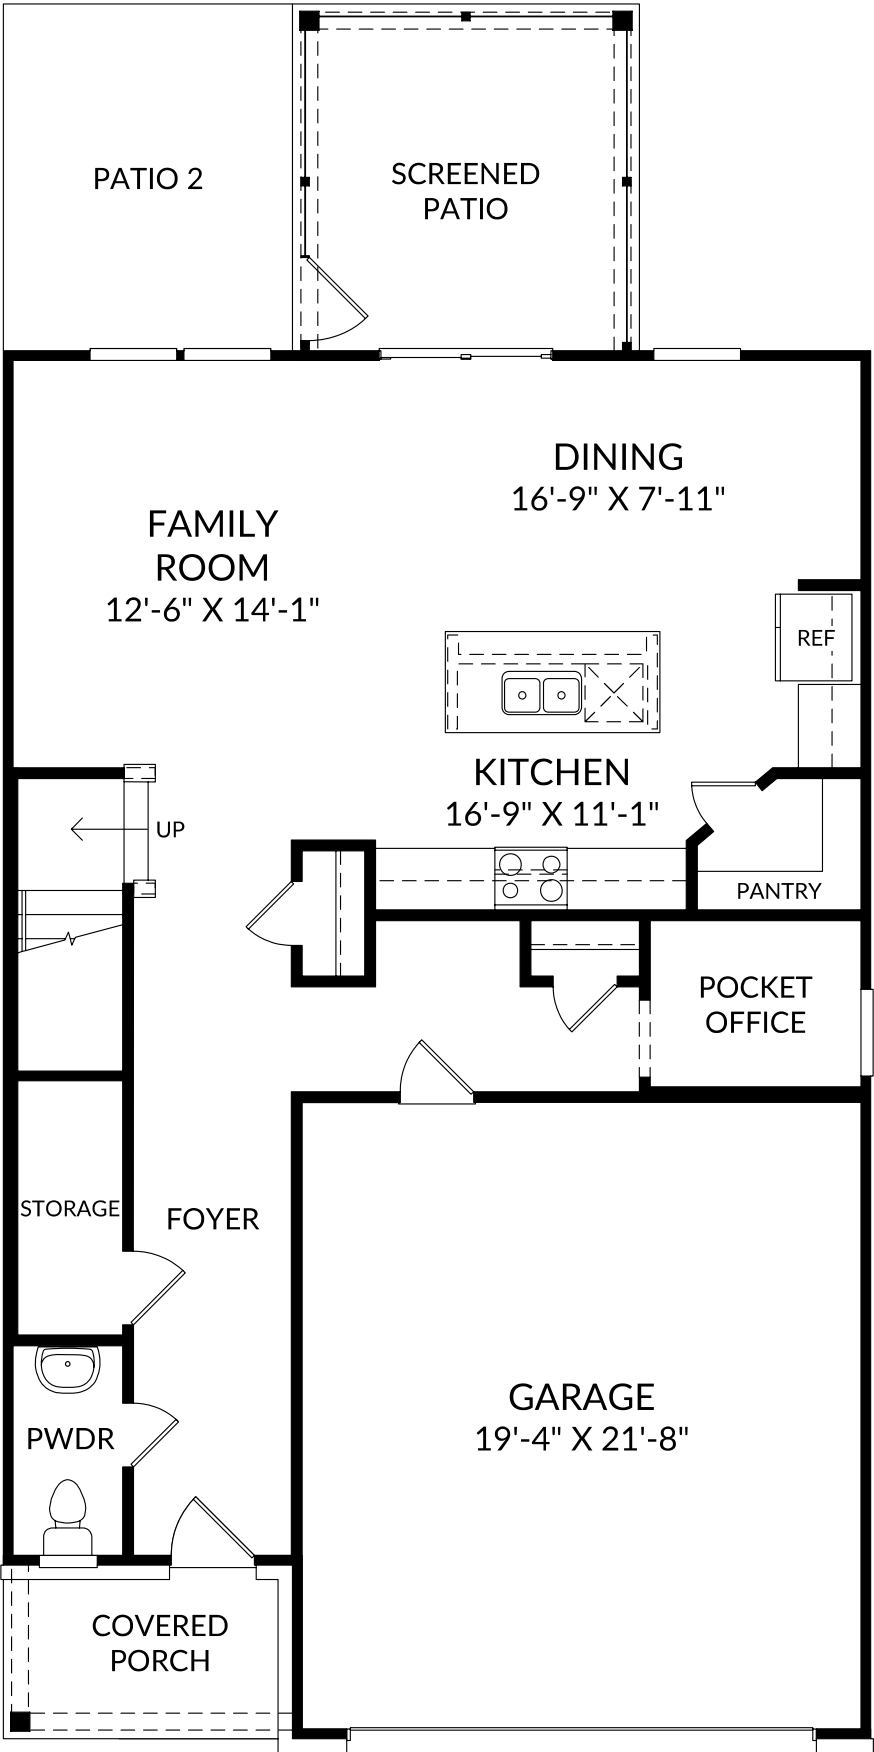 PATIO 2
SCREENED
PATIO
DINING
16'-9" X 7'-11"
FAMILY
ROOM
12'-6" X 14'-1"
REF
KITCHEN
16'-9" X 11'-1"
UP
PANTRY
POCKET
OFFICE
STORAGE
FOYER
GARAGE
19'-4" X 21'-8"
PWDR
COVERED
PORCH